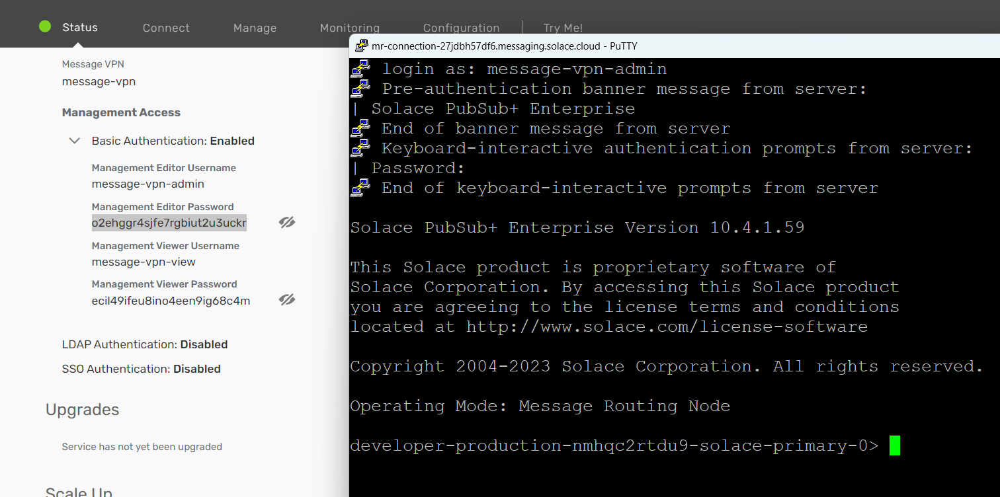 Status
Connect
Manage
Monitoring
Configuration
Try Me!
Message VPN
message-vpn
Management Access
Basic Authentication: Enabled
Management Editor Username
message-vpn-admin
Management Editor Password
o2ehggr4sjfe7rgbiut2u3uckr
Management Viewer Username
message-vpn-view
Management Viewer Password
ecil49ifeu8ino4een9ig68c4m
LDAP Authentication: Disabled
SSO Authentication: Disabled
Upgrades
Service has not yet been upgraded
Scale Up
mr-connection-27jdbh57df6.messaging.solace.cloud - PuTTY
login as: message-vpn-admin
Pre-authentication banner message from server:
| Solace PubSub+ Enterprise
End of banner message from server
Keyboard-interactive authentication prompts from server:
| Password:
End of keyboard-interactive prompts from server
Solace PubSub+ Enterprise Version 10.4.1.59
This Solace product is proprietary software of
Solace Corporation. By accessing this Solace product
you are agreeing to the license terms and conditions
located at http://www.solace.com/license-software
Copyright 2004-2023 Solace Corporation. All rights reserved.
Operating Mode: Message Routing Node
developer-production-nmhqc2rtdu9-solace-primary-0>